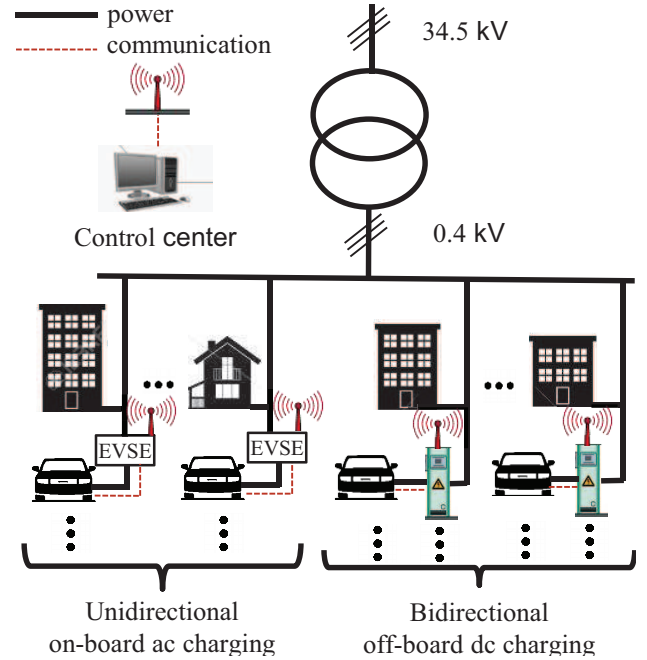 power
communication
34.5 kV
Control center
0.4 kV
EVSE
EVSE
Unidirectional
on-board ac charging
Bidirectional
off-board dc charging